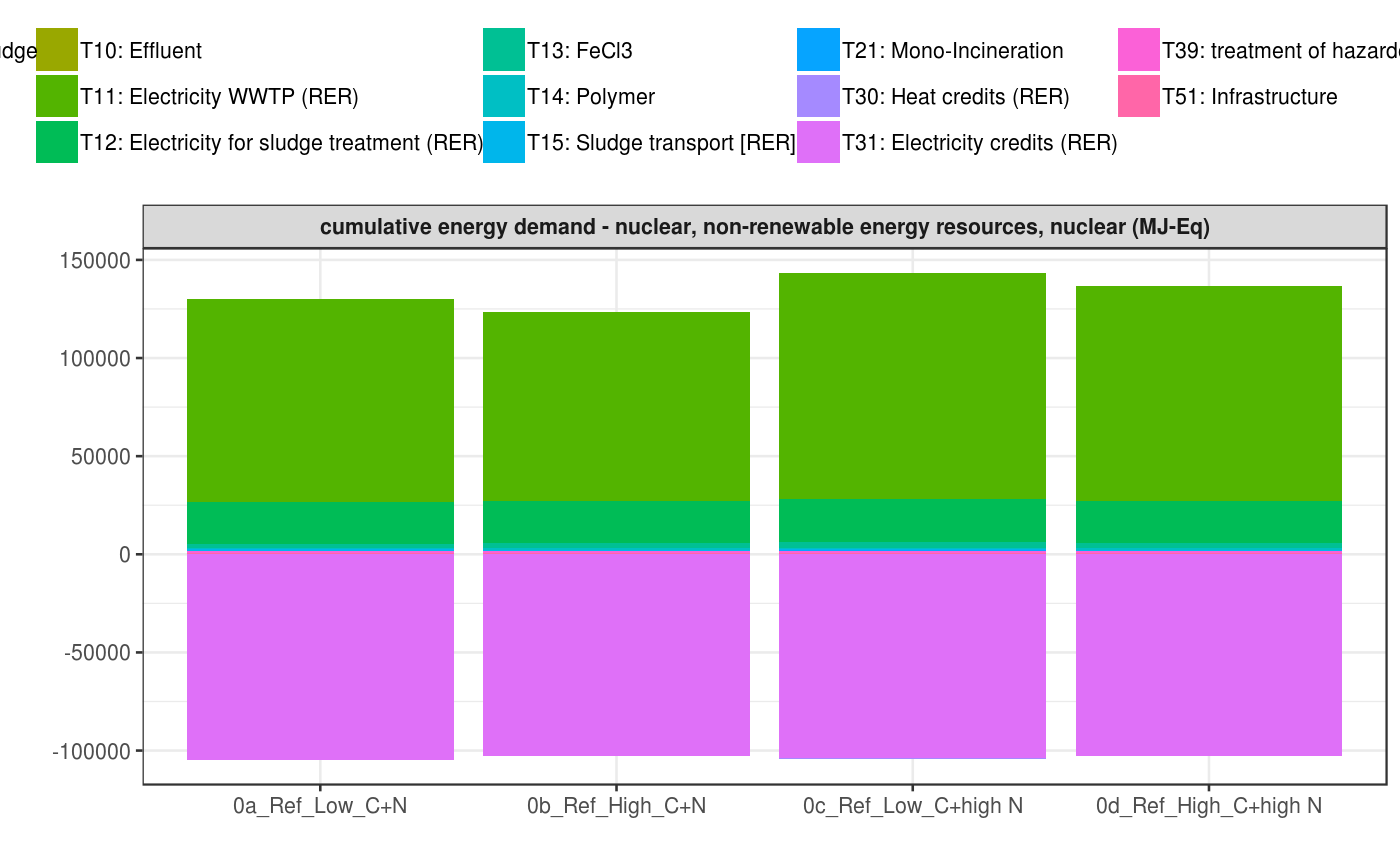 T10: Effluent T13: FeCl3 T21: Mono-Incineration T39: treatment of
T11: Electricity WWTP (RER) T14: Polymer T30: Heat credits (RER) T51: Infrastructure
T12: Electricity for sludge treatment (RER) T15: Sludge transport [RER] T31: Electricity credits (RER)
cumulative energy demand - nuclear, non-renewable energy resources, nuclear (MJ-Eq)
150000
100000
50000
0
-50000
-100000
0a_Ref_Low_C+N 0b_Ref_High_C+N 0c_Ref_Low_C+high N 0d_Ref_High_C+high N